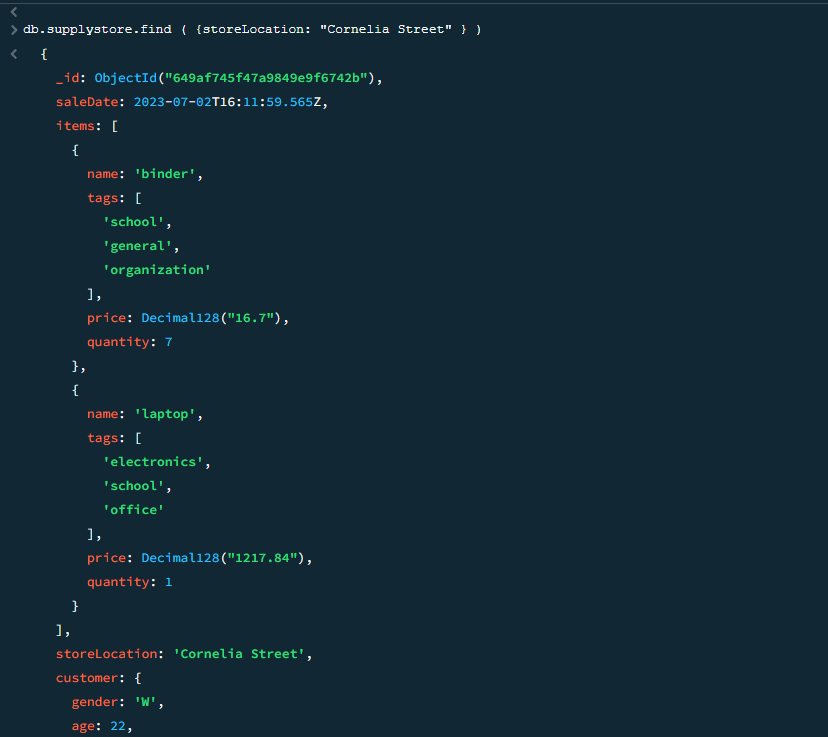 db.supplystore.find ( {storeLocation: "Cornelia Street" } )
{
_id: ObjectId("649af745f47a9849e9f6742b"),
saleDate: 2023-07-02T16:11:59.565Z,
items: [
{
name: 'binder',
tags: [
'school',
'general',
'organization'
],
price: Decimal128("16.7"),
quantity: 7
},
{
name: 'laptop',
tags: [
'electronics',
'school',
'office'
],
price: Decimal128("1217.84"),
quantity: 1
}
],
storeLocation: 'Cornelia Street',
customer: {
gender: 'W',
age: 22,